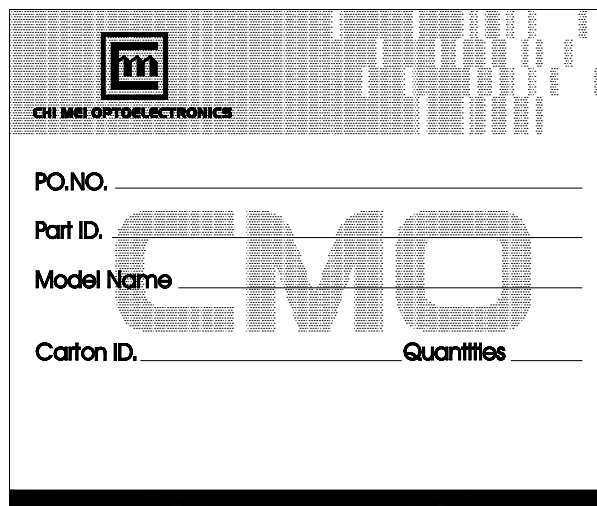 CHI MEI OPTOELECTRONICS
PO.NO.
Part ID.
CMO
Model Name
Carton ID. Quantities